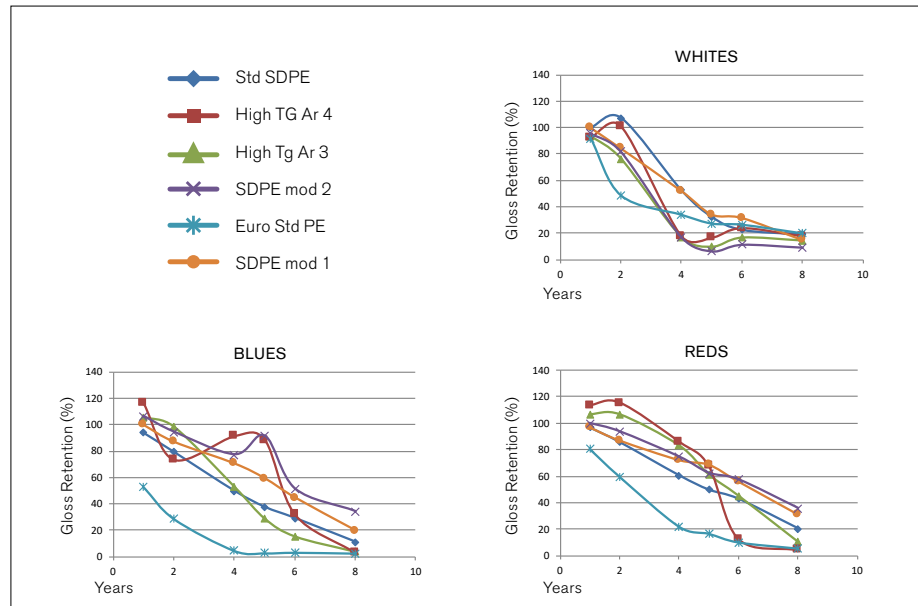 Std SDPE
High TG Ar 4
High Tg Ar 3
SDPE mod 2
Euro Std PE
SDPE mod 1
WHITES
Gloss Retention (%)
140
120
100
80
60
40
20
0
0 2 4 6 8 10
Years
BLUES
Gloss Retention (%)
140
120
100
80
60
40
20
0
0 2 4 6 8 10
Years
REDS
Gloss Retention (%)
140
120
100
80
60
40
20
0
0 2 4 6 8 10
Years